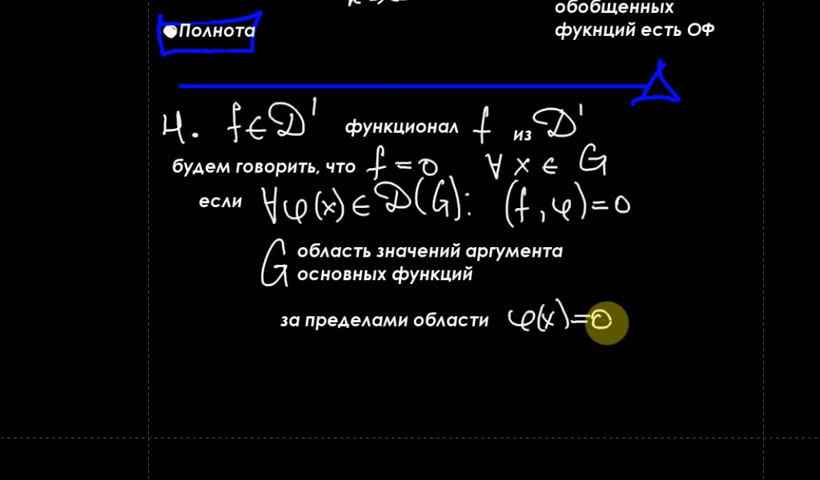 обобщенных
Полнота фукнций есть ОФ
4. f ∈ D' функционал f из D'
будем говорить, что f = 0 ∀ x ∈ G
если ∀φ(x) ∈ D(G): (f, φ) = 0
G область значений аргумента
основных функций
за пределами области φ(x) = 0